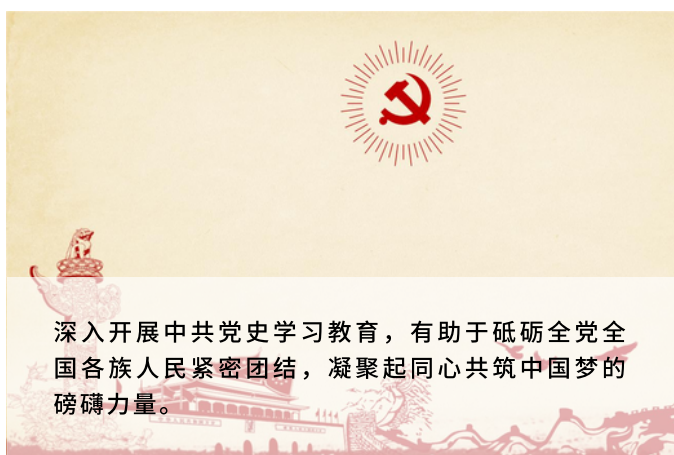 深入开展中共党史学习教育，有助于砥砺全党全
国各族人民紧密团结，凝聚起同心共筑中国梦的
磅礴力量。